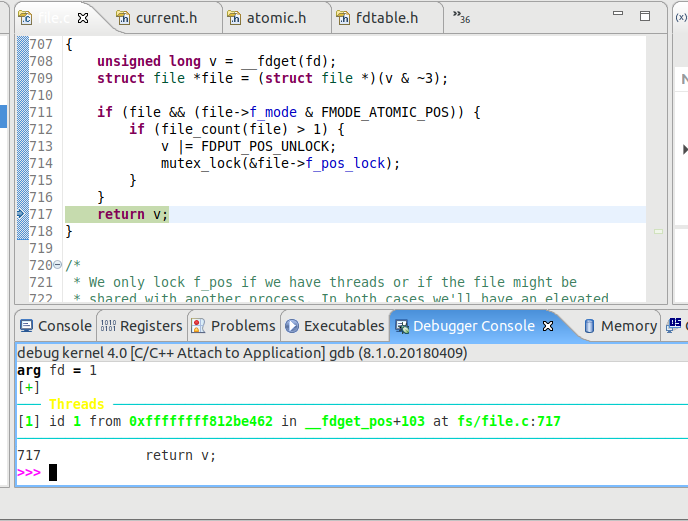 file.c current.h atomic.h fdtable.h »36
707 {
708 unsigned long v = __fdget(fd);
709 struct file *file = (struct file *)(v & ~3);
710
711 if (file && (file->f_mode & FMODE_ATOMIC_POS)) {
712 if (file_count(file) > 1) {
713 v |= FDPUT_POS_UNLOCK;
714 mutex_lock(&file->f_pos_lock);
715 }
716 }
717 return v;
718 }
719
720 /*
721 * We only lock f_pos if we have threads or if the file might be
722 * shared with another process. In both cases we'll have an elevated
Console Registers Problems Executables Debugger Console Memory
debug kernel 4.0 [C/C++ Attach to Application] gdb (8.1.0.20180409)
arg fd = 1
[+]
Threads
[1] id 1 from 0xffffffff812be462 in __fdget_pos+103 at fs/file.c:717
717 return v;
>>>